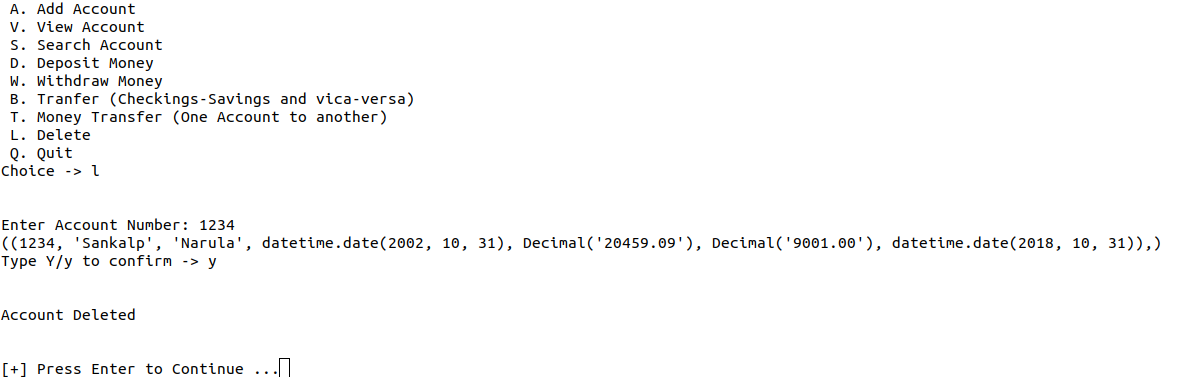 A. Add Account
V. View Account
S. Search Account
D. Deposit Money
W. Withdraw Money
B. Tranfer (Checkings-Savings and vica-versa)
T. Money Transfer (One Account to another)
L. Delete
Q. Quit
Choice -> l
Enter Account Number: 1234
((1234, 'Sankalp', 'Narula', datetime.date(2002, 10, 31), Decimal('20459.09'), Decimal('9001.00'), datetime.date(2018, 10, 31)),)
Type Y/y to confirm -> y
Account Deleted
[+] Press Enter to Continue ...